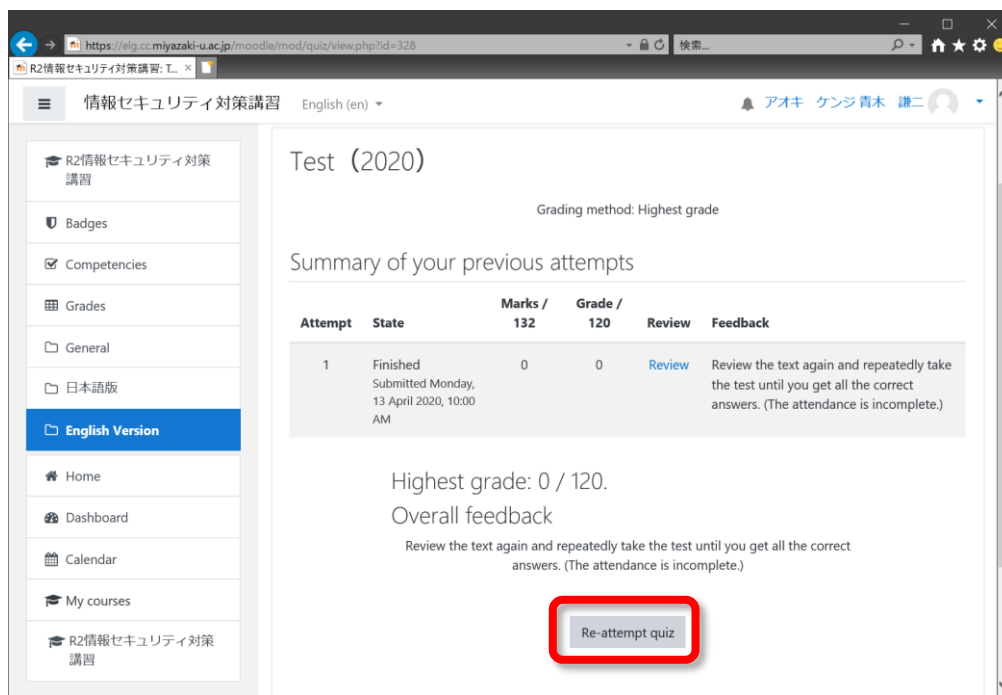 https://elg.cc.miyazaki-u.ac.jp/moodle/mod/quiz/view.php?id=328
検索...
R2情報セキュリティ対策講習: T...
情報セキュリティ対策講習
English (en)
アオキ ケンジ 青木 謙二
R2情報セキュリティ対策
講習
Badges
Competencies
Grades
General
日本語版
English Version
Home
Dashboard
Calendar
My courses
R2情報セキュリティ対策
講習
Test（2020）
Grading method: Highest grade
Summary of your previous attempts
Attempt State Marks / 132 Grade / 120 Review Feedback
1 Finished 0 0 Review Review the text again and repeatedly take
Submitted Monday, the test until you get all the correct
13 April 2020, 10:00 answers. (The attendance is incomplete.)
AM
Highest grade: 0 / 120.
Overall feedback
Review the text again and repeatedly take the test until you get all the correct
answers. (The attendance is incomplete.)
Re-attempt quiz